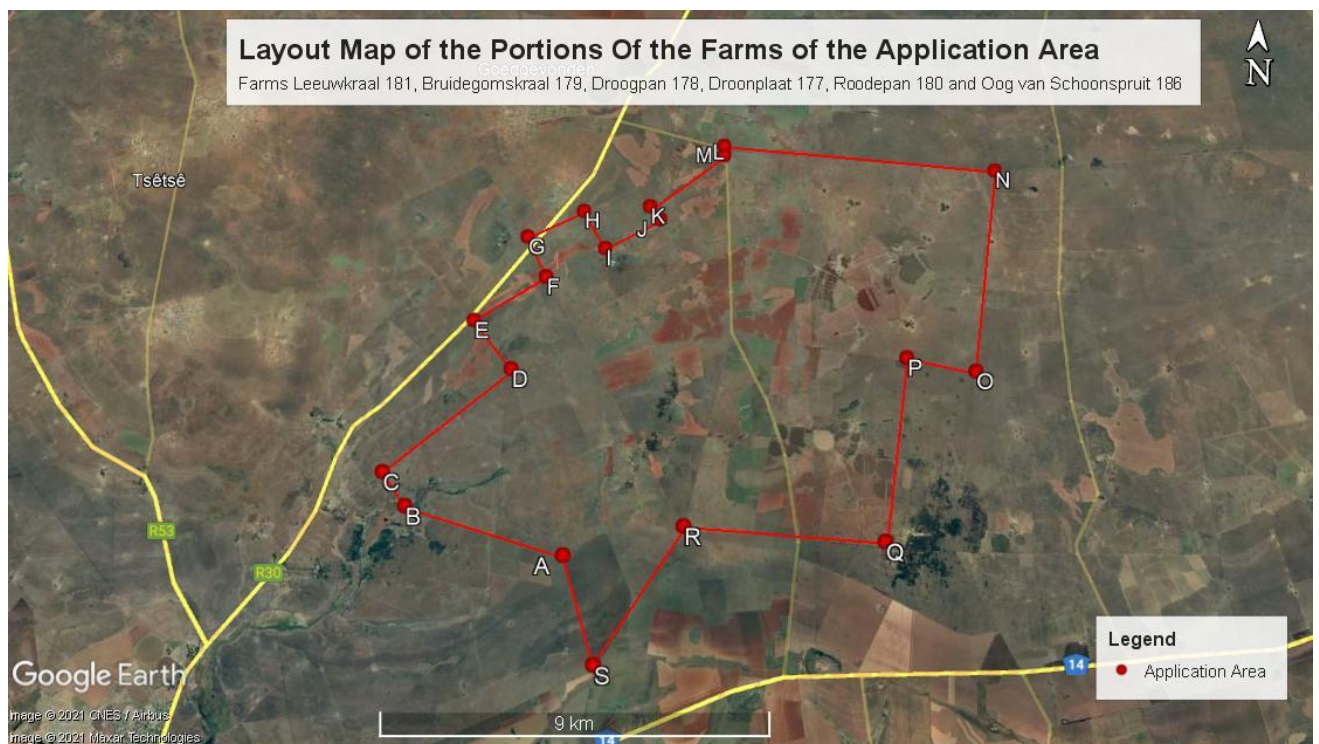 Layout Map of the Portions Of the Farms of the Application Area
Farms Leeuwkraal 181, Bruidegomskraal 179, Droogpan 178, Droonplaat 177, Roodepan 180 and Oog van Schoonspruit 186
N
Goedgevonden
M L
Tsêtsê
N
H
K
J
G
I
F
E
P
D
O
C
B
R53
R
Q
A
R30
Legend
14
Application Area
S
Google Earth
9 km
Image © 2021 CNES / Airbus
Image © 2021 Maxar Technologies
14